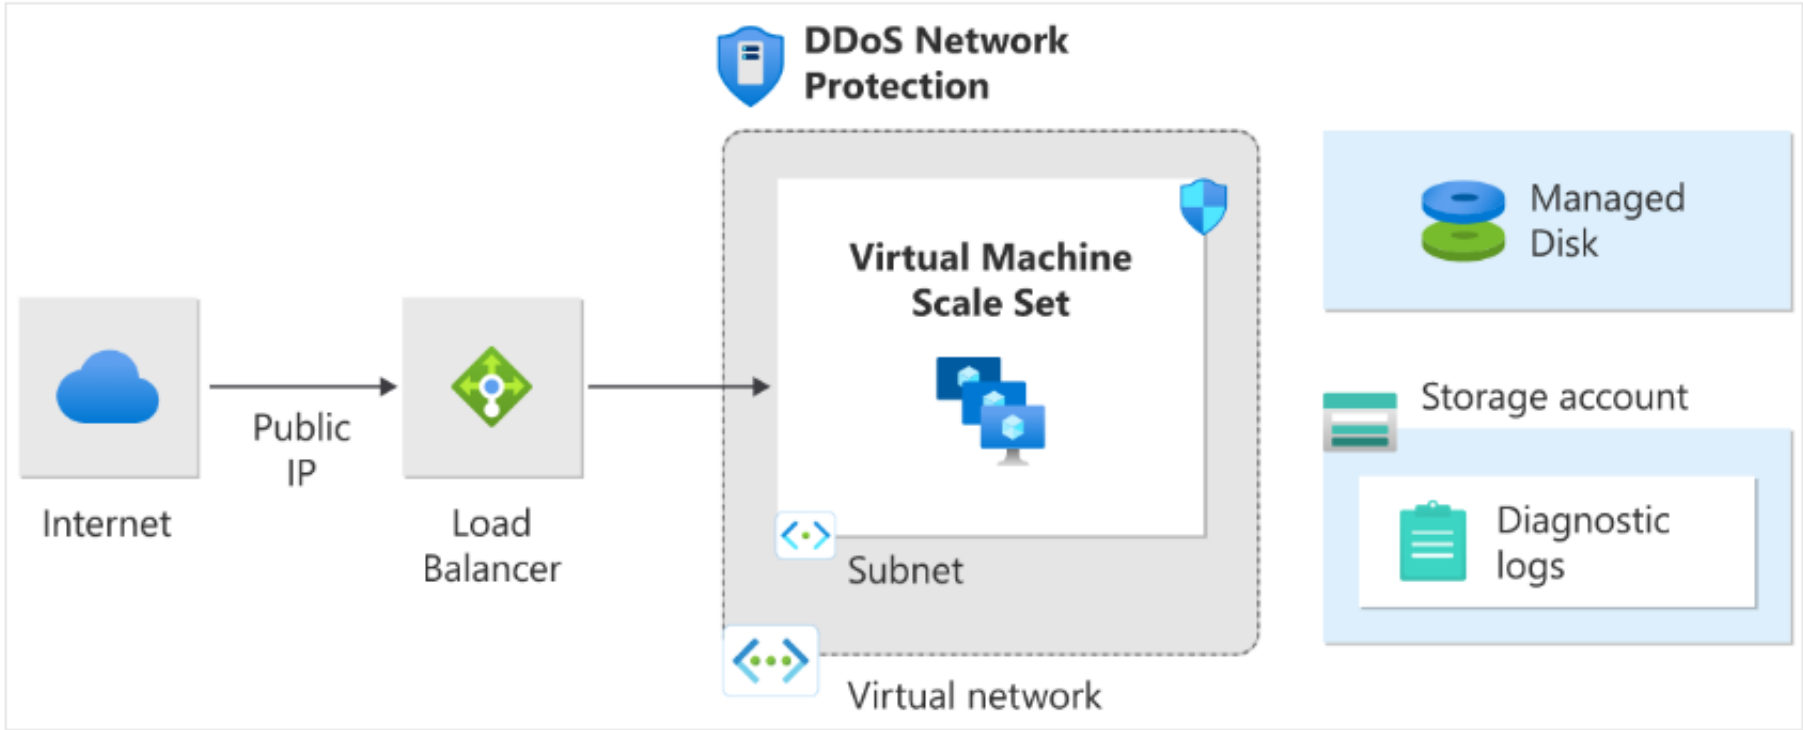 DDoS Network
Protection
Virtual Machine
Scale Set
Managed
Disk
Storage account
Public
IP
Internet
Load
Balancer
Diagnostic
logs
Subnet
Virtual network